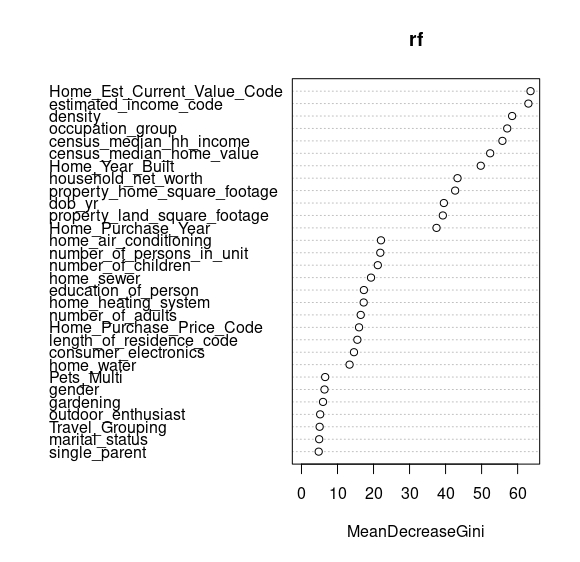 rf
Home_Est_Current_Value_Code
estimated_income_code
density
occupation_group
census_median_hh_income
census_median_home_value
Home_Year_Built
household_net_worth
property_home_square_footage
dob_yr
property_land_square_footage
Home_Purchase_Year
home_air_conditioning
number_of_persons_in_unit
number_of_children
home_sewer
education_of_person
home_heating_system
number_of_adults
Home_Purchase_Price_Code
length_of_residence_code
consumer_electronics
home_water
Pets_Multi
gender
gardening
outdoor_enthusiast
Travel_Grouping
marital_status
single_parent
0 10 20 30 40 50 60
MeanDecreaseGini